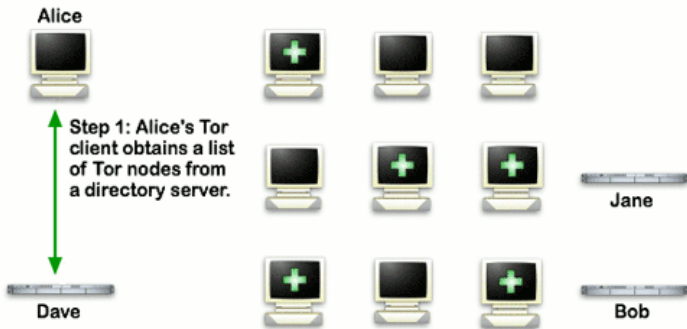 Alice
Step 1: Alice's Tor
client obtains a list
of Tor nodes from
a directory server.
Jane
Dave
Bob